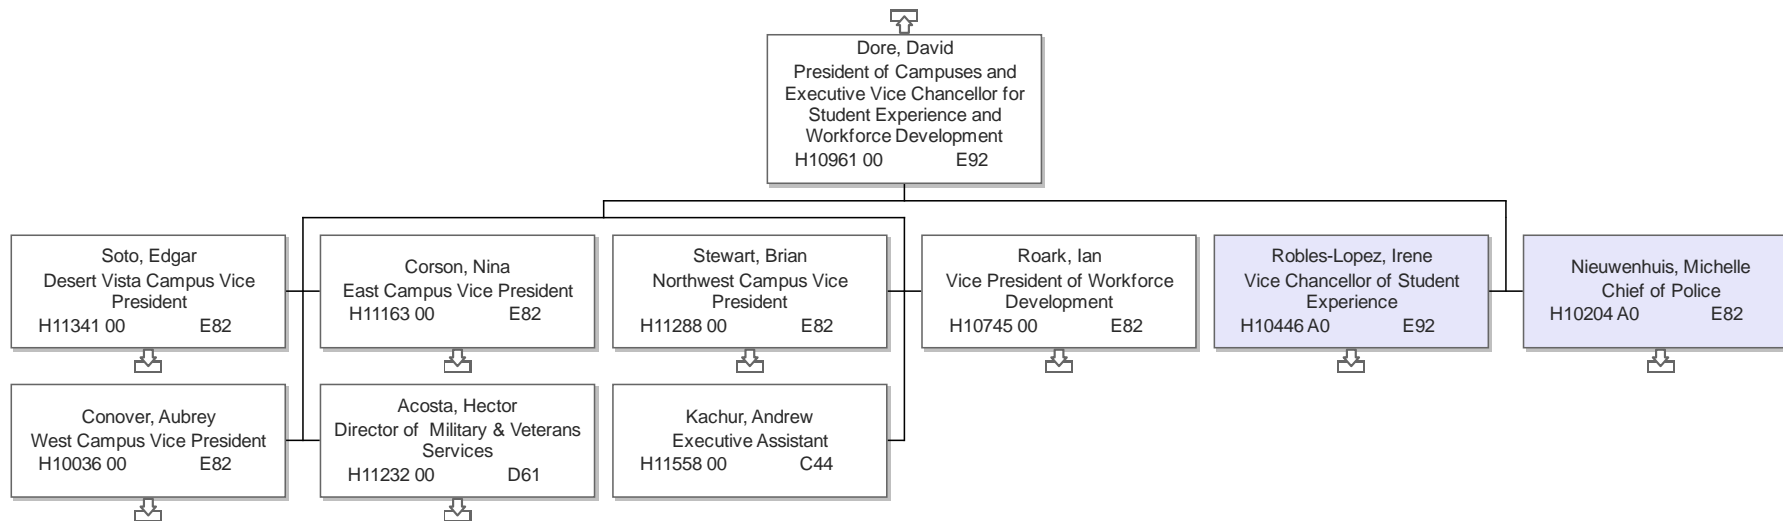 Dore, David
President of Campuses and
Executive Vice Chancellor for
Student Experience and
Workforce Development
H10961 00 E92
Soto, Edgar
Desert Vista Campus Vice
President
H11341 00 E82
Corson, Nina
East Campus Vice President
H11163 00 E82
Stewart, Brian
Northwest Campus Vice
President
H11288 00 E82
Roark, Ian
Vice President of Workforce
Development
H10745 00 E82
Robles-Lopez, Irene
Vice Chancellor of Student
Experience
H10446 A0 E92
Nieuwenhuis, Michelle
Chief of Police
H10204 A0 E82
Conover, Aubrey
West Campus Vice President
H10036 00 E82
Acosta, Hector
Director of Military & Veterans
Services
H11232 00 D61
Kachur, Andrew
Executive Assistant
H11558 00 C44